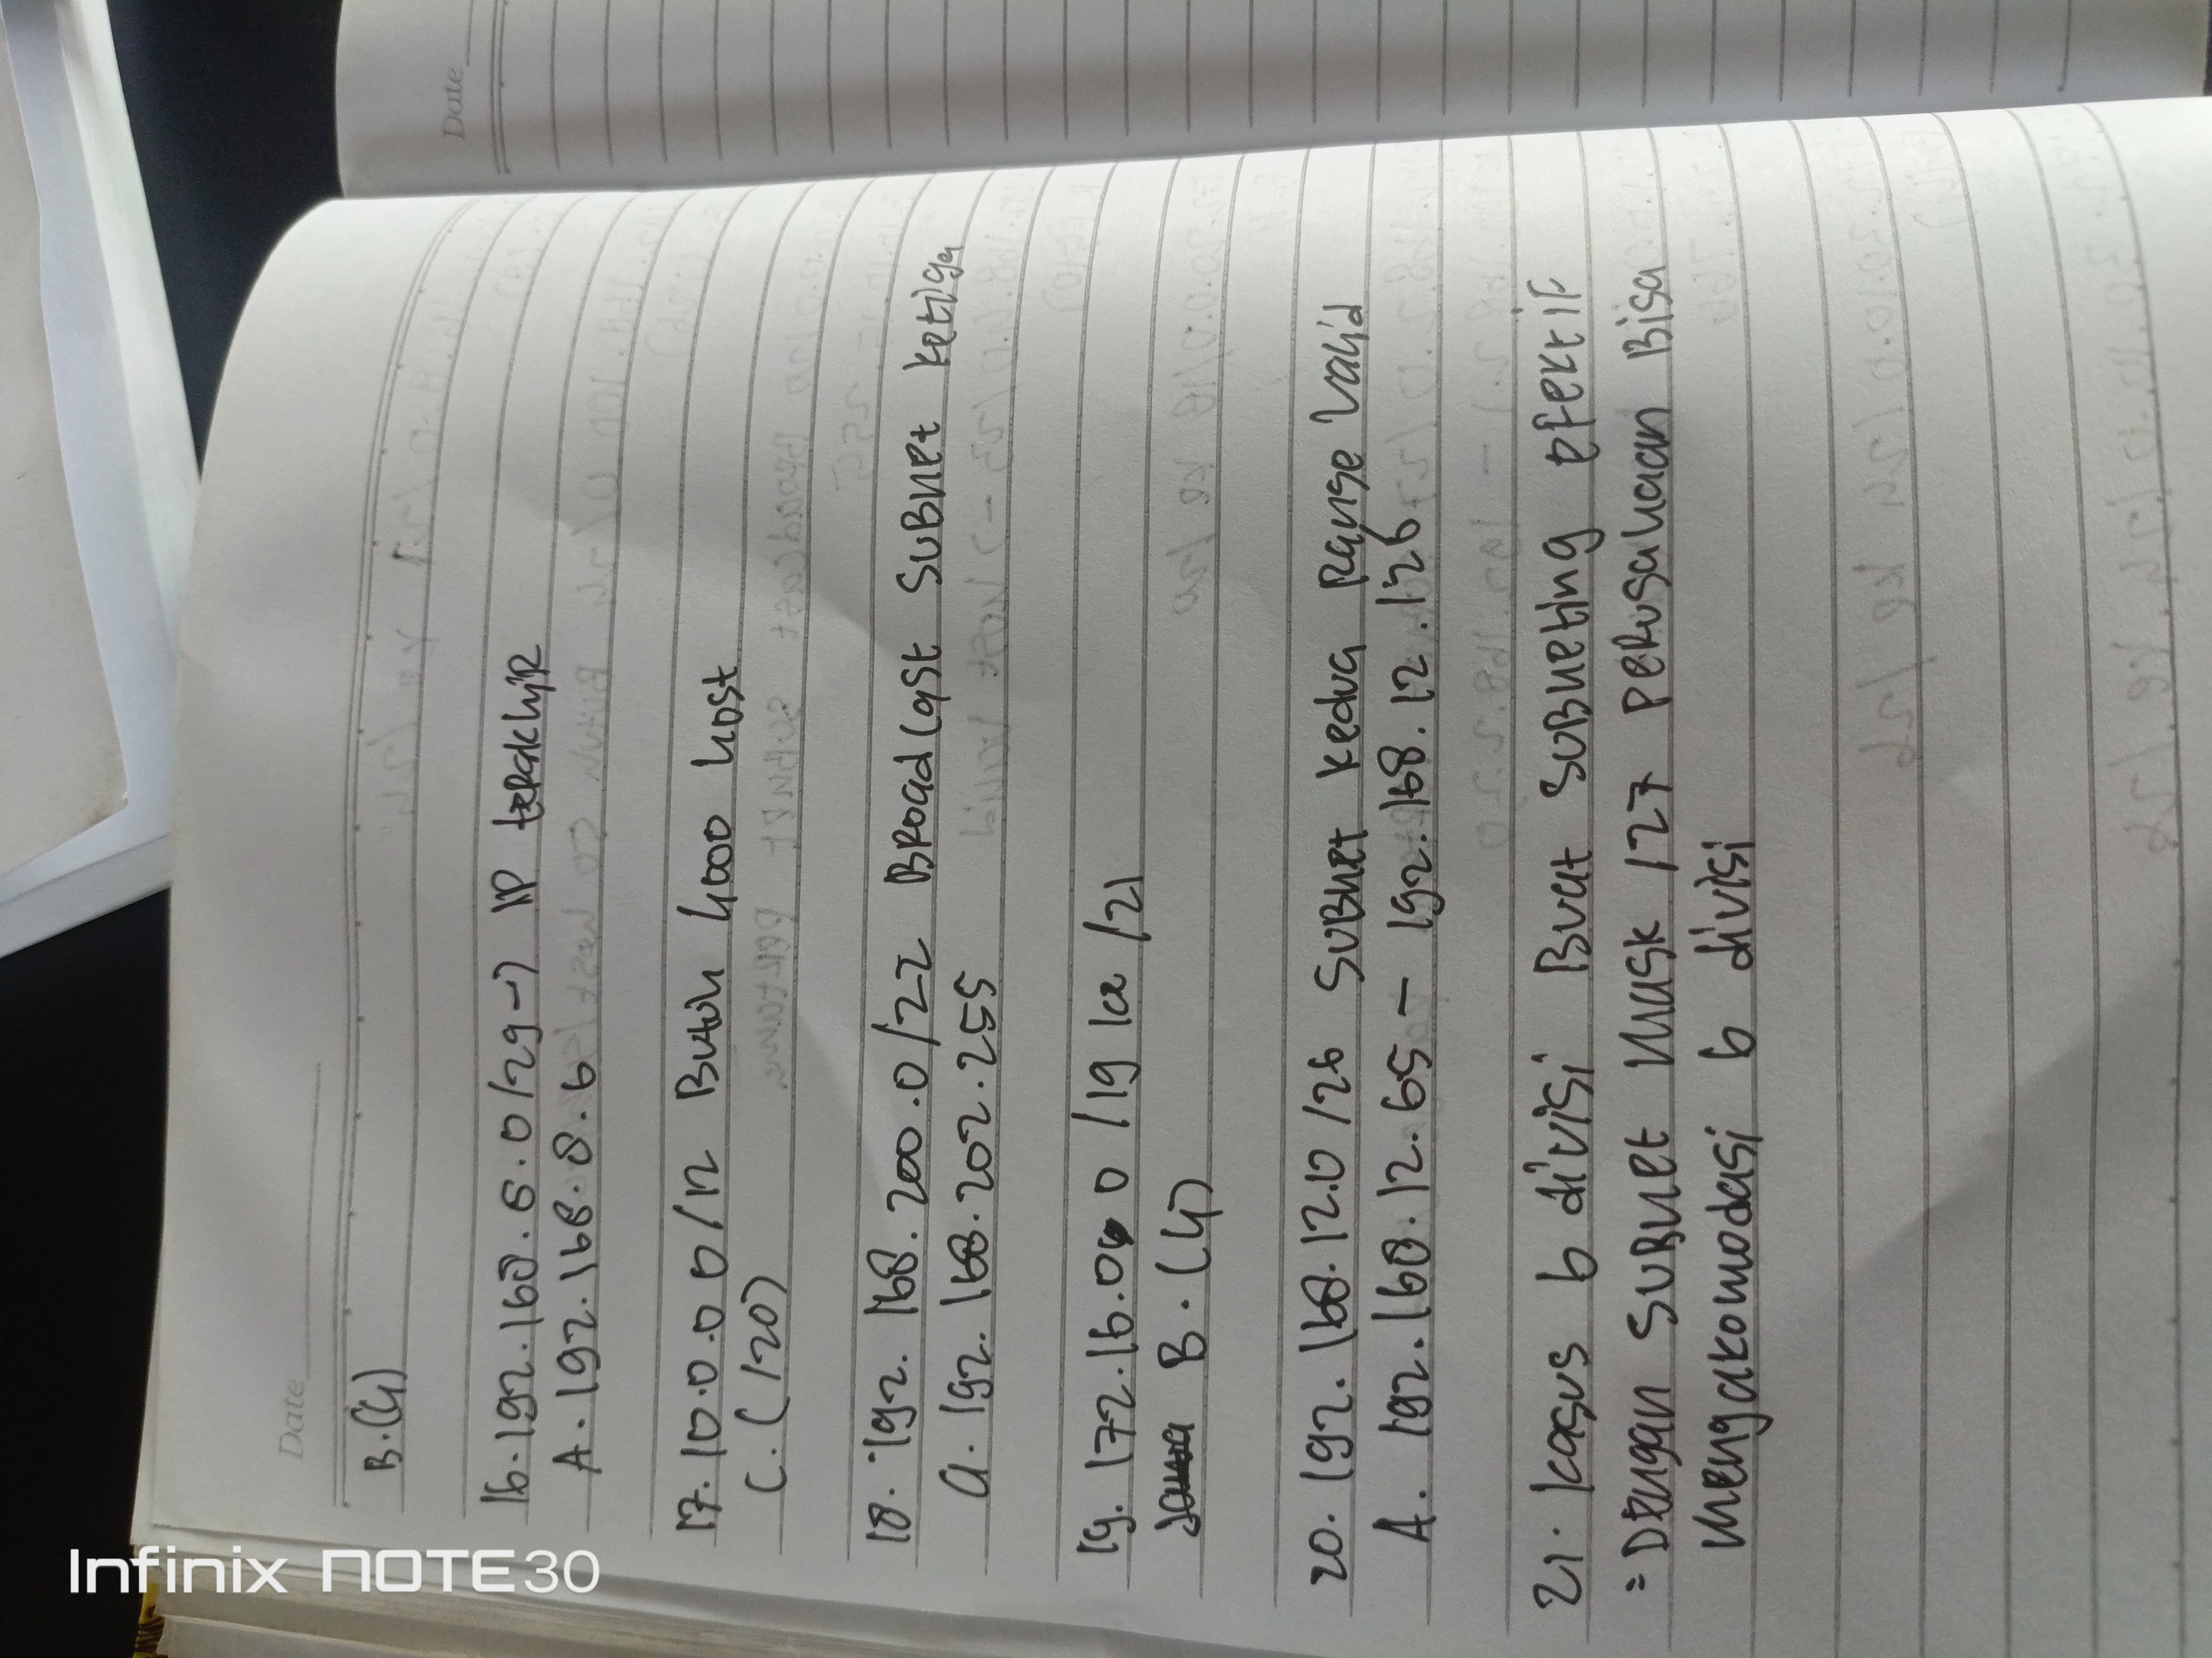 Date
Date
B.(4)
16. 192.168.8.0/29 -> IP terakhir
A. 192.168.8.6
17. 10.0.0.0/12 Butuh 4000 host
C. (/20)
18. 192. 168. 200.0/22 Broadcast subnet ketiga
a. 192. 168. 202. 255
19. 172.16.0. 0 /19 ke /21
B. (4)
20. 192. 168. 12.0 /26 subnet kedua Range valid
A. 192. 168. 12. 65 - 192. 168. 12. 126
21. Kasus 6 divisi Buat subneting efektif
= Dengan subnet mask /27 perusahaan Bisa
mengakomodasi 6 divisi
Infinix NOTE 30